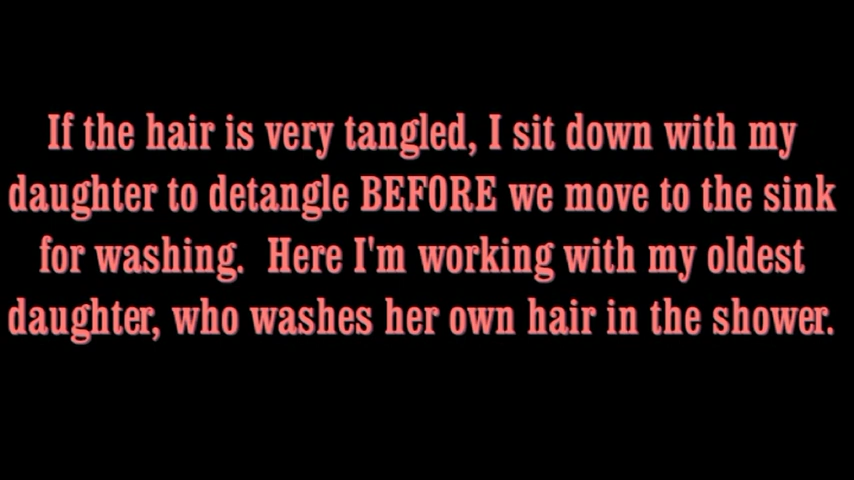 If the hair is very tangled, I sit down with my
daughter to detangle BEFORE we move to the sink
for washing.  Here I'm working with my oldest
daughter, who washes her own hair in the shower.